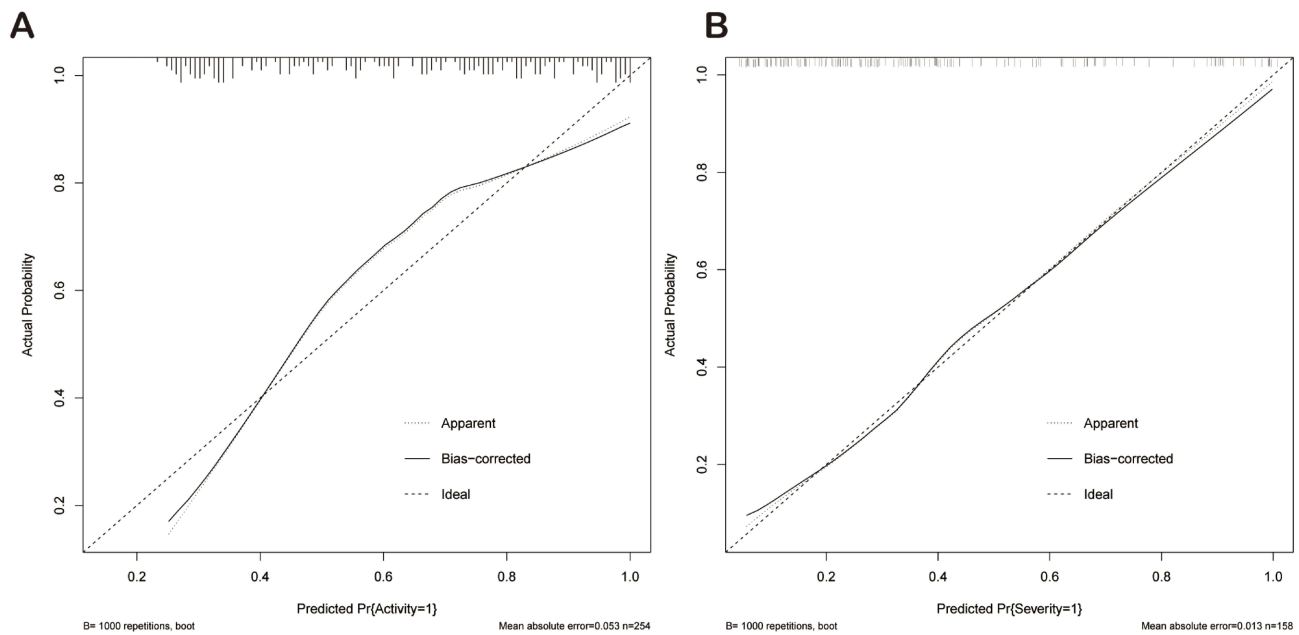 A
1.0
0.8
0.6
0.4
0.2
Actual Probability
Apparent
Bias-corrected
Ideal
0.2 0.4 0.6 0.8 1.0
Predicted Pr{Activity=1}
B= 1000 repetitions, boot
Mean absolute error=0.053 n=254
B
1.0
0.8
0.6
0.4
0.2
Actual Probability
Apparent
Bias-corrected
Ideal
0.2 0.4 0.6 0.8 1.0
Predicted Pr{Severity=1}
B= 1000 repetitions, boot
Mean absolute error=0.013 n=158